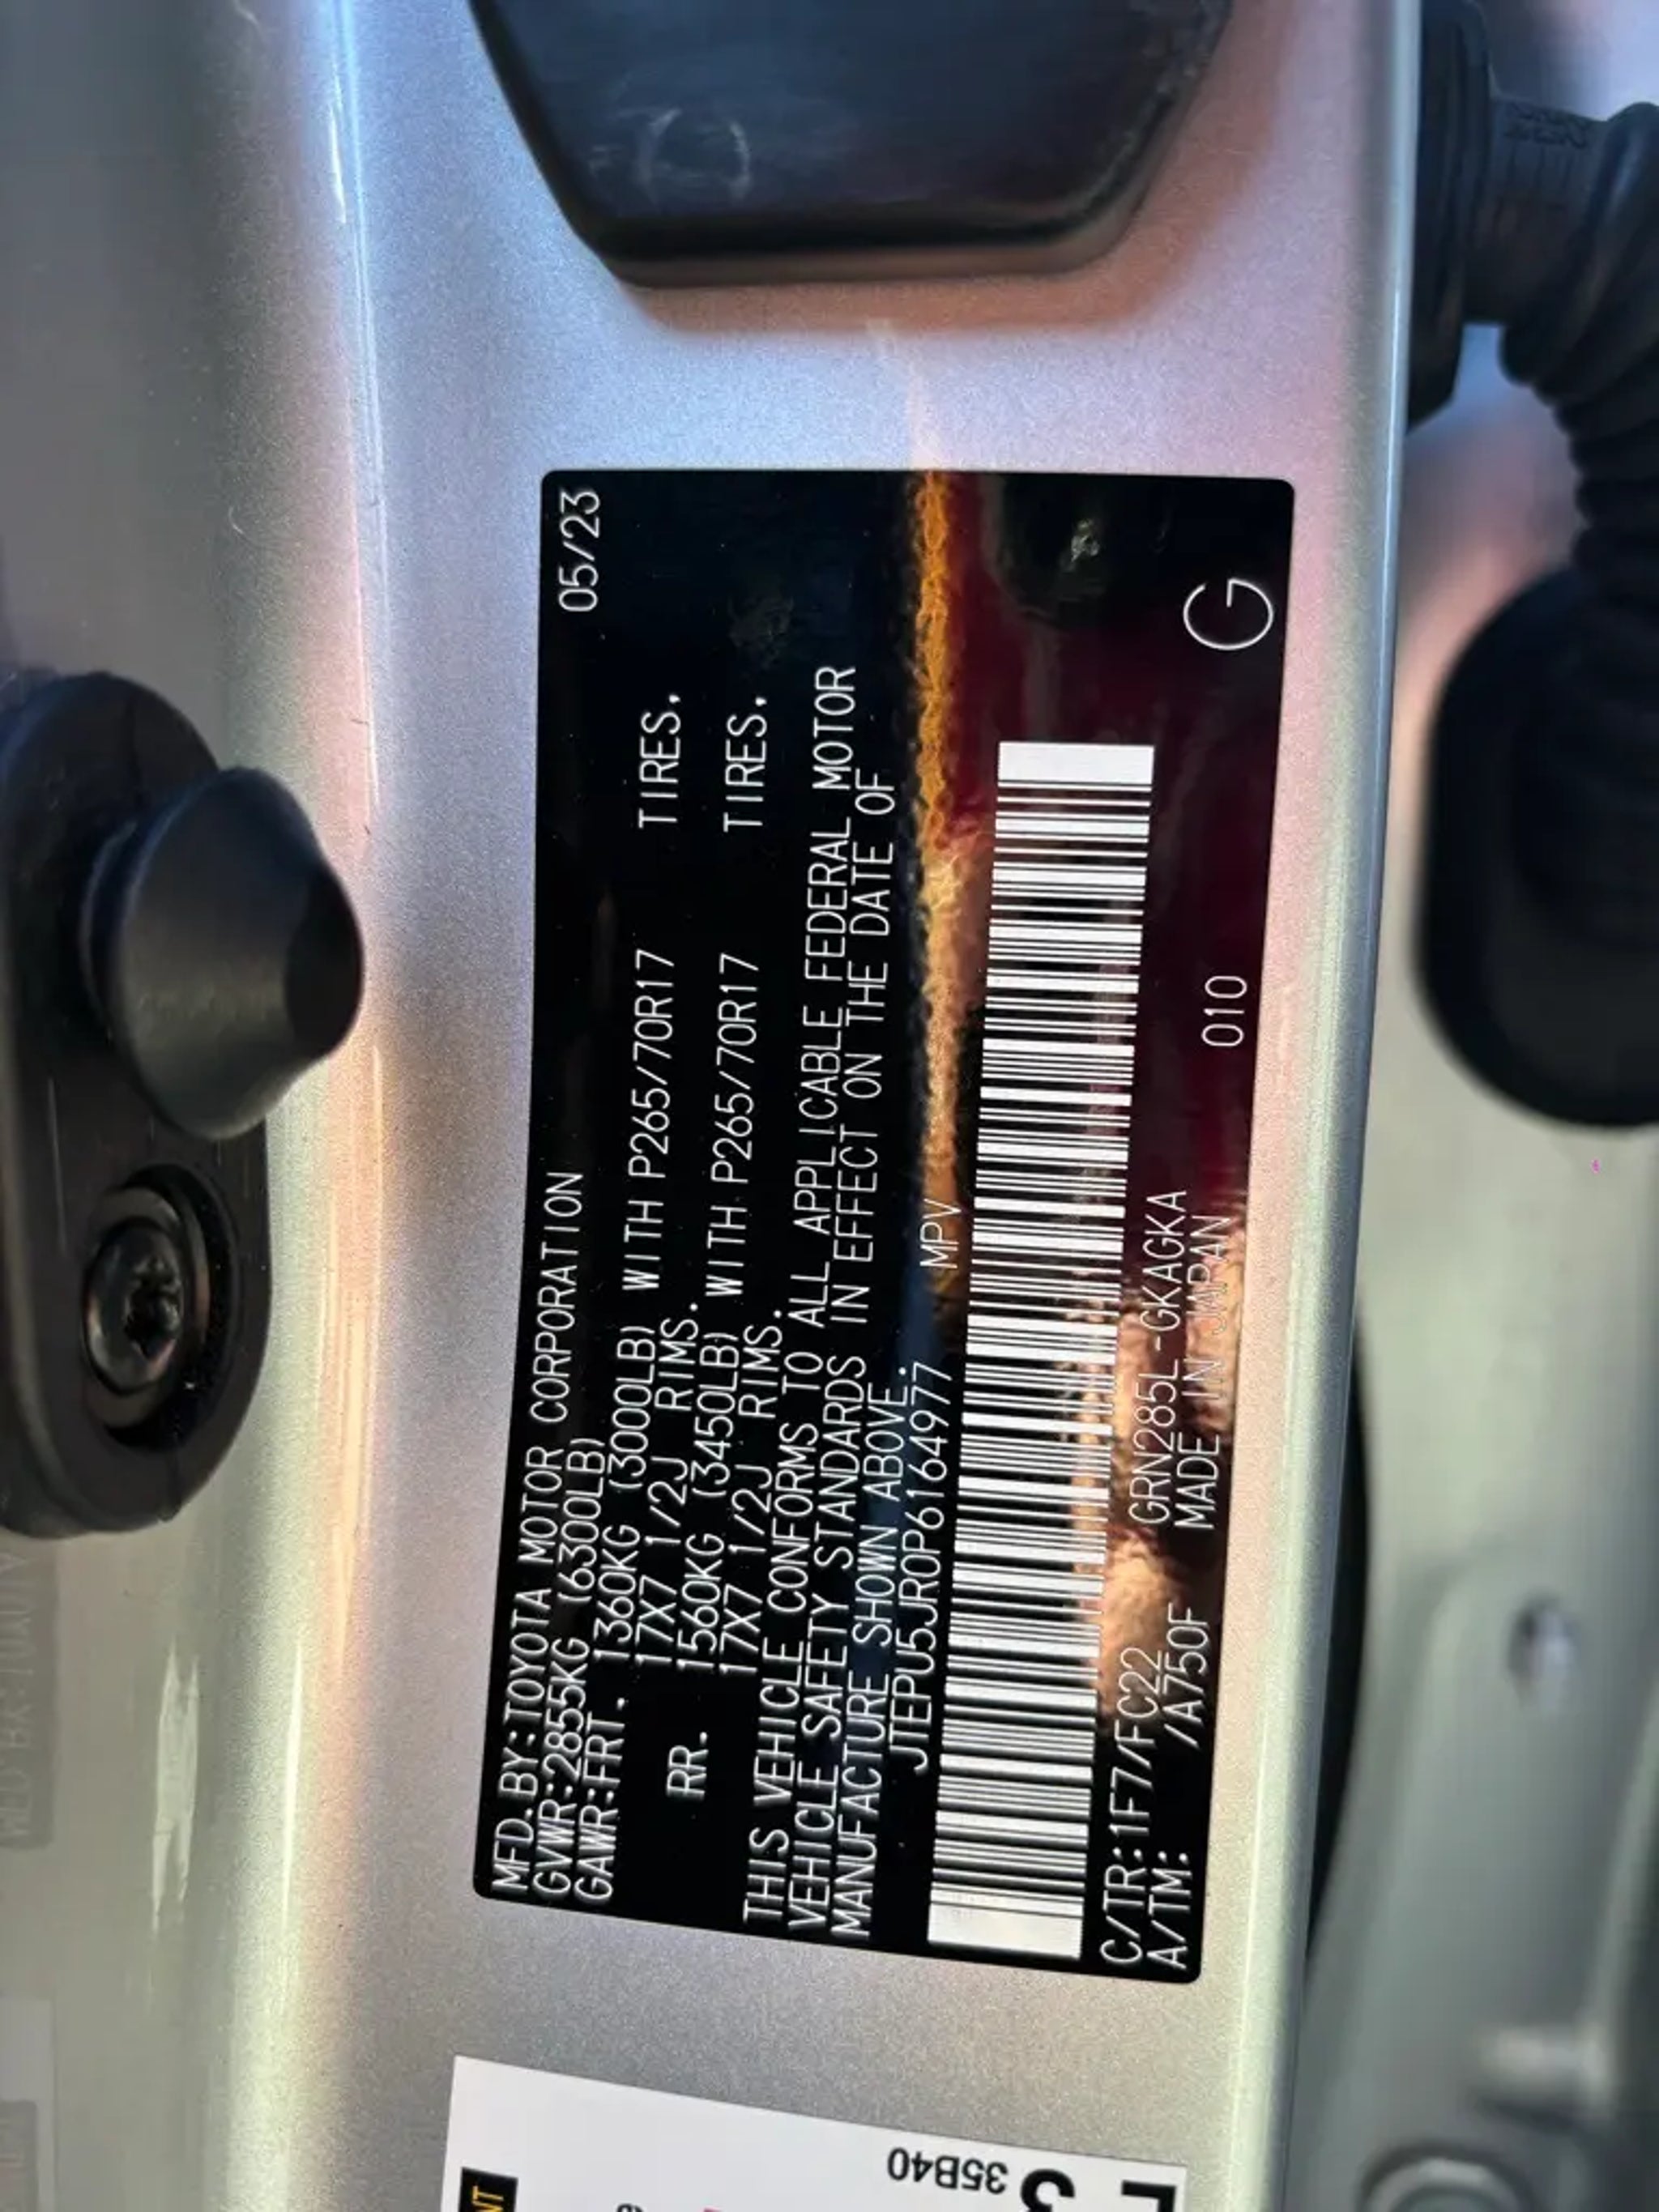 MFD.BY:TOYOTA MOTOR CORPORATION 05/23
GVWR:2855KG (6300LB)
GAWR:FRT. 1360KG (3000LB) WITH P265/70R17 TIRES,
17X7 1/2J RIMS.
RR. 1560KG (3450LB) WITH P265/70R17 TIRES,
17X7 1/2J RIMS.
THIS VEHICLE CONFORMS TO ALL APPLICABLE FEDERAL MOTOR
VEHICLE SAFETY STANDARDS IN EFFECT ON THE DATE OF
MANUFACTURE SHOWN ABOVE.
JTEPU5JR0P6164977 MPV
C/TR:1F7/FC22 GRN285L-GKAGKA
A/TM: /A750F MADE IN JAPAN 010 G
35B40